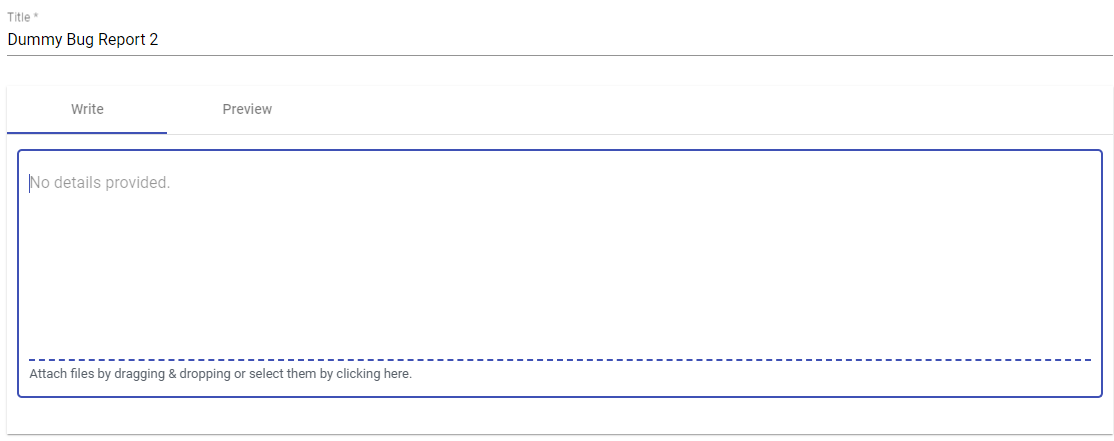 Title *
Dummy Bug Report 2
Write Preview
No details provided.
Attach files by dragging & dropping or select them by clicking here.